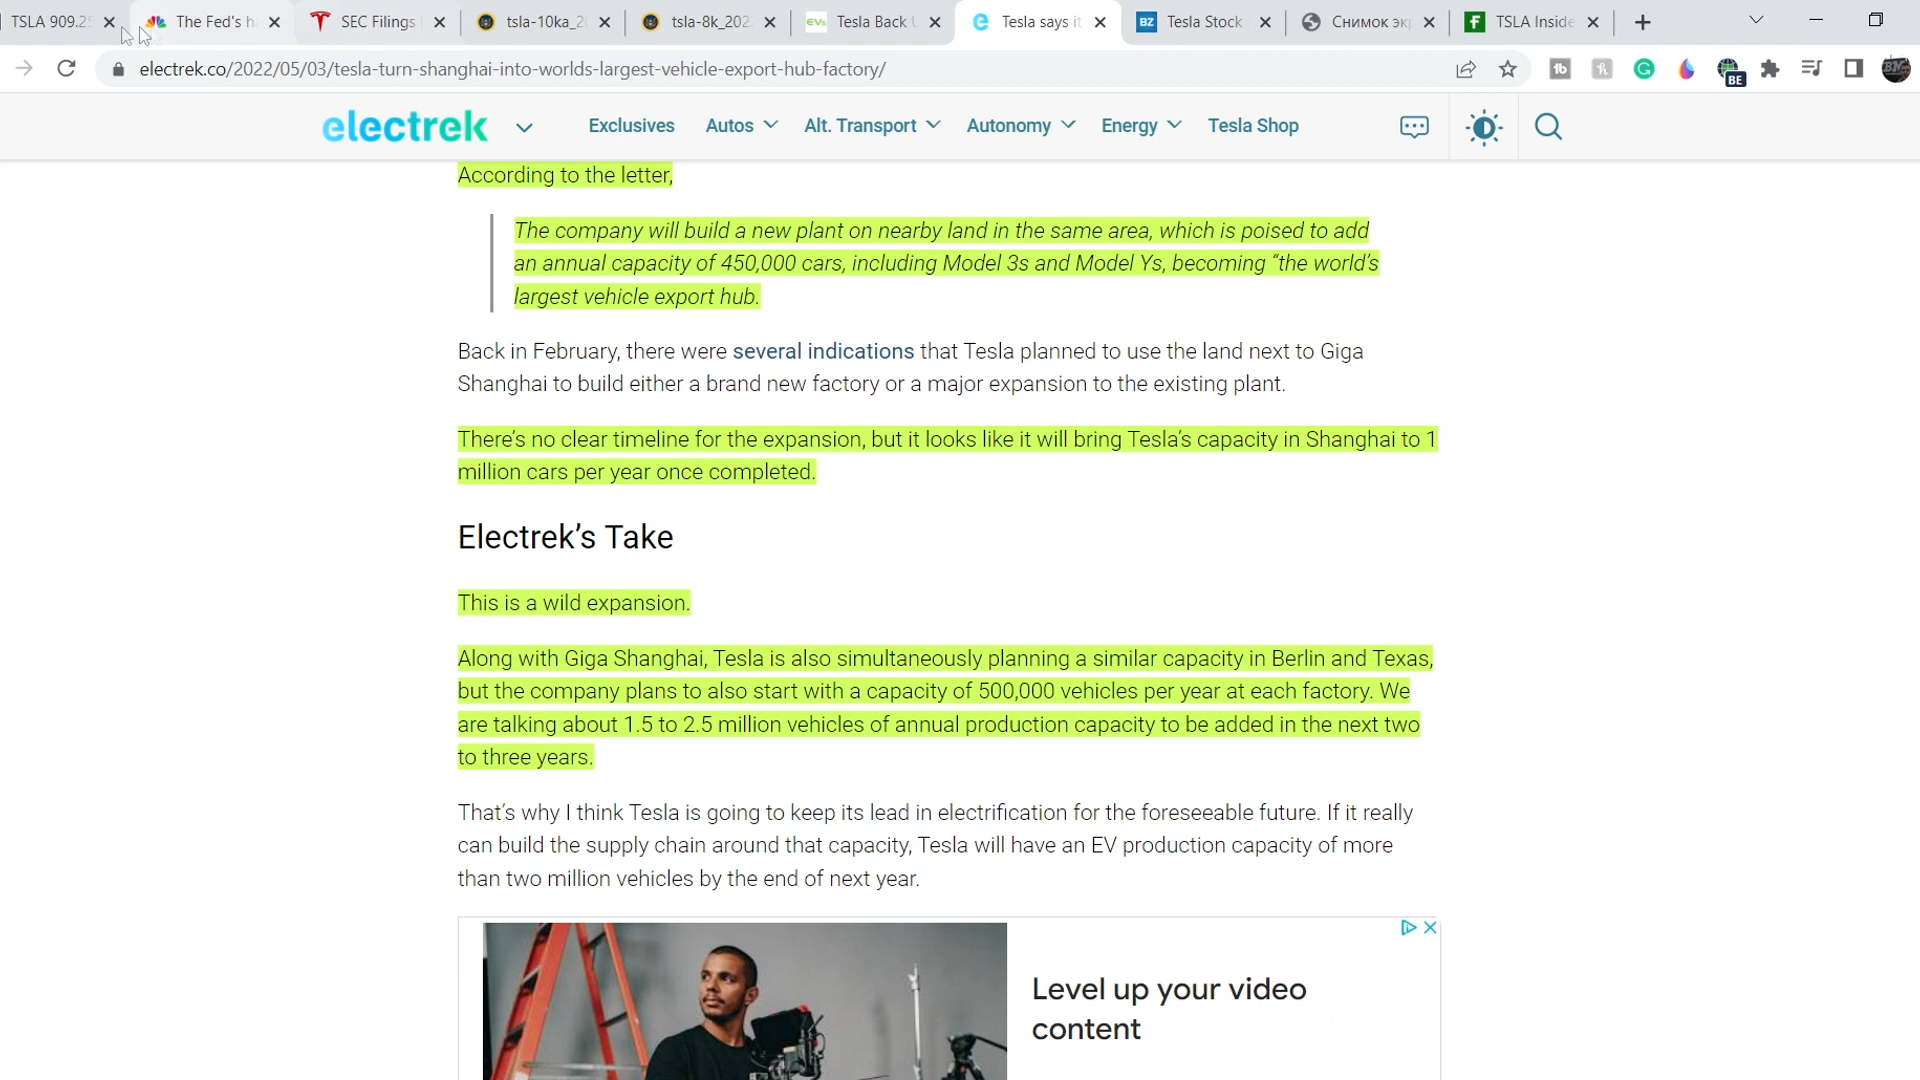 TSLA 909.25
The Fed's h
SEC Filings
tsla-10ka_2
tsla-8k_202
EVs
Tesla Back U
Tesla says it
BZ
Tesla Stock
Снимок эк
TSLA Inside
electrek.co/2022/05/03/tesla-turn-shanghai-into-worlds-largest-vehicle-export-hub-factory/
BE
electrek
Exclusives
Autos
Alt. Transport
Autonomy
Energy
Tesla Shop
According to the letter,
The company will build a new plant on nearby land in the same area, which is poised to add
an annual capacity of 450,000 cars, including Model 3s and Model Ys, becoming “the world’s
largest vehicle export hub.
Back in February, there were several indications that Tesla planned to use the land next to Giga
Shanghai to build either a brand new factory or a major expansion to the existing plant.
There’s no clear timeline for the expansion, but it looks like it will bring Tesla’s capacity in Shanghai to 1
million cars per year once completed.
Electrek’s Take
This is a wild expansion.
Along with Giga Shanghai, Tesla is also simultaneously planning a similar capacity in Berlin and Texas,
but the company plans to also start with a capacity of 500,000 vehicles per year at each factory. We
are talking about 1.5 to 2.5 million vehicles of annual production capacity to be added in the next two
to three years.
That’s why I think Tesla is going to keep its lead in electrification for the foreseeable future. If it really
can build the supply chain around that capacity, Tesla will have an EV production capacity of more
than two million vehicles by the end of next year.
Level up your video
content